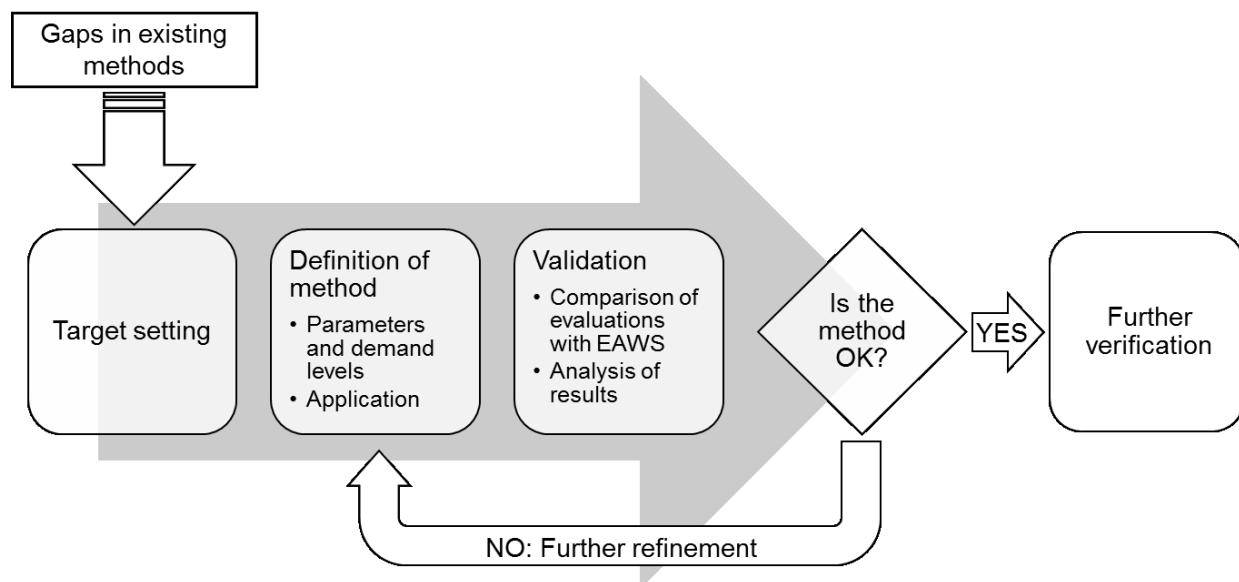 Gaps in existing
methods
Target setting
Definition of
method
• Parameters
and demand
levels
• Application
Validation
• Comparison of
evaluations
with EAWS
• Analysis of
results
Is the
method
OK?
YES
Further
verification
NO: Further refinement